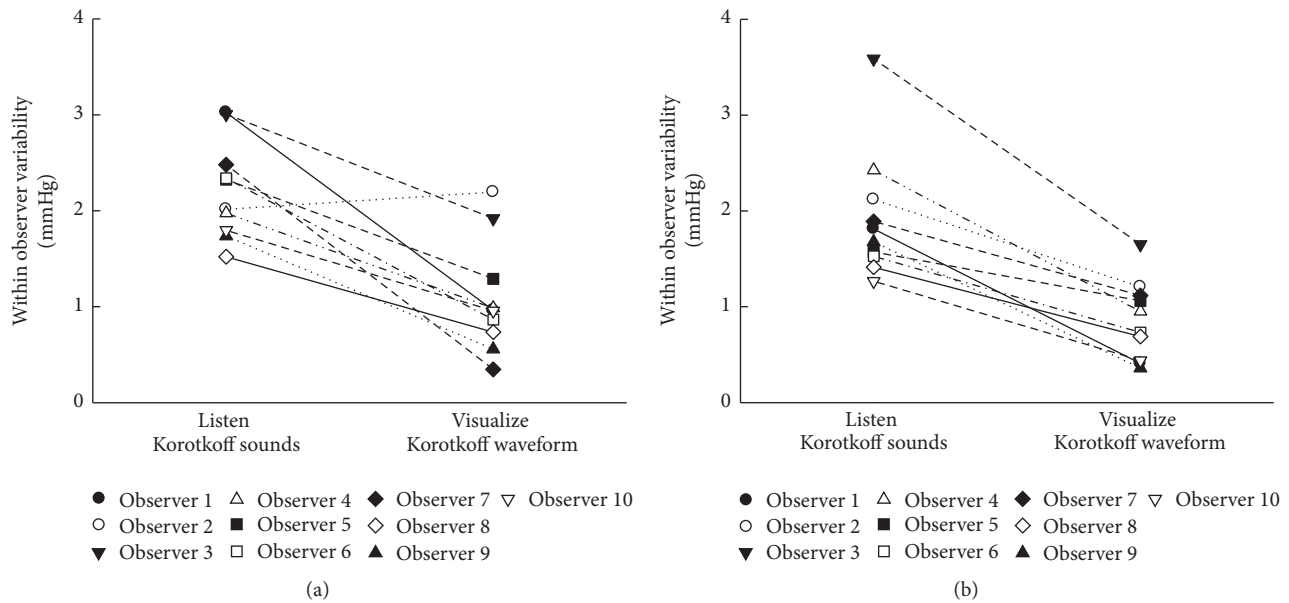 Within observer variability
(mmHg)
4
3
2
1
0
Listen
Korotkoff sounds
Visualize
Korotkoff waveform
Observer 1
Observer 4
Observer 7
Observer 10
Observer 2
Observer 5
Observer 8
Observer 3
Observer 6
Observer 9
(a)
Within observer variability
(mmHg)
4
3
2
1
0
Listen
Korotkoff sounds
Visualize
Korotkoff waveform
Observer 1
Observer 4
Observer 7
Observer 10
Observer 2
Observer 5
Observer 8
Observer 3
Observer 6
Observer 9
(b)